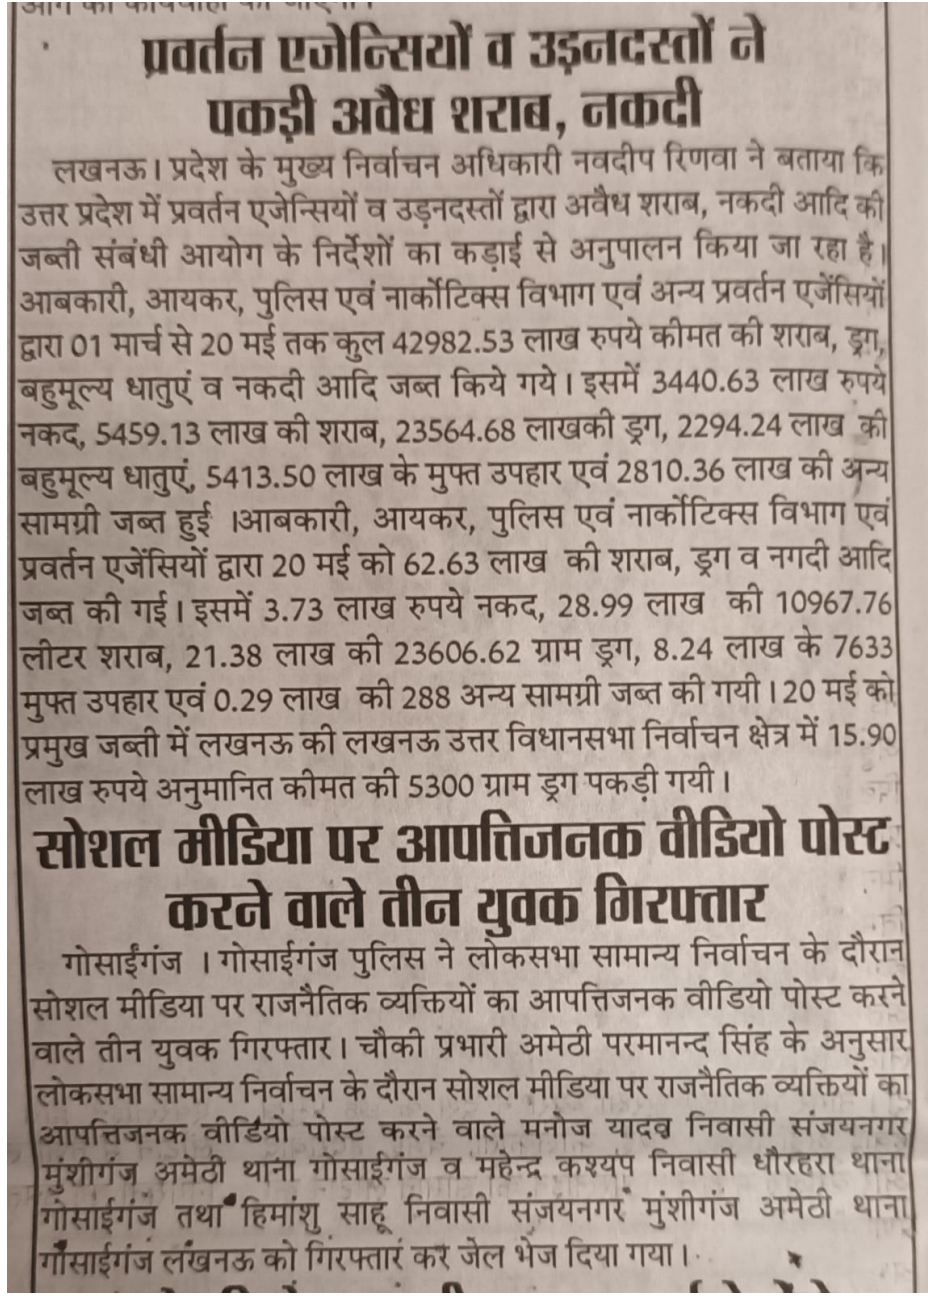 प्रवर्तन एजेन्सियों व उड़नदस्तों ने
पकड़ी अवैध शराब, नकदी
लखनऊ। प्रदेश के मुख्य निर्वाचन अधिकारी नवदीप रिणवा ने बताया कि
उत्तर प्रदेश में प्रवर्तन एजेन्सियों व उड़नदस्तों द्वारा अवैध शराब, नकदी आदि की
जब्ती संबंधी आयोग के निर्देशों का कड़ाई से अनुपालन किया जा रहा है।
आबकारी, आयकर, पुलिस एवं नार्कोटिक्स विभाग एवं अन्य प्रवर्तन एजेंसियों
द्वारा 01 मार्च से 20 मई तक कुल 42982.53 लाख रुपये कीमत की शराब, ड्रग,
बहुमूल्य धातुएं व नकदी आदि जब्त किये गये। इसमें 3440.63 लाख रुपये
नकद, 5459.13 लाख की शराब, 23564.68 लाखकी ड्रग, 2294.24 लाख की
बहुमूल्य धातुएं, 5413.50 लाख के मुफ्त उपहार एवं 2810.36 लाख की अन्य
सामग्री जब्त हुई ।आबकारी, आयकर, पुलिस एवं नार्कोटिक्स विभाग एवं
प्रवर्तन एजेंसियों द्वारा 20 मई को 62.63 लाख की शराब, ड्रग व नगदी आदि
जब्त की गई। इसमें 3.73 लाख रुपये नकद, 28.99 लाख की 10967.76
लीटर शराब, 21.38 लाख की 23606.62 ग्राम ड्रग, 8.24 लाख के 7633
मुफ्त उपहार एवं 0.29 लाख की 288 अन्य सामग्री जब्त की गयी। 20 मई को
प्रमुख जब्ती में लखनऊ की लखनऊ उत्तर विधानसभा निर्वाचन क्षेत्र में 15.90
लाख रुपये अनुमानित कीमत की 5300 ग्राम ड्रग पकड़ी गयी।
सोशल मीडिया पर आपत्तिजनक वीडियो पोस्ट
करने वाले तीन युवक गिरफ्तार
गोसाईंगंज । गोसाईगंज पुलिस ने लोकसभा सामान्य निर्वाचन के दौरान
सोशल मीडिया पर राजनैतिक व्यक्तियों का आपत्तिजनक वीडियो पोस्ट करने
वाले तीन युवक गिरफ्तार। चौकी प्रभारी अमेठी परमानन्द सिंह के अनुसार
लोकसभा सामान्य निर्वाचन के दौरान सोशल मीडिया पर राजनैतिक व्यक्तियों का
आपत्तिजनक वीडियो पोस्ट करने वाले मनोज यादव निवासी संजयनगर
मुंशीगंज अमेठी थाना गोसाईगंज व महेन्द्र कश्यप निवासी धौरहरा थाना
गोसाईगंज तथा हिमांशु साहू निवासी संजयनगर मुंशीगंज अमेठी थाना
गोसाईगंज लखनऊ को गिरफ्तार कर जेल भेज दिया गया।